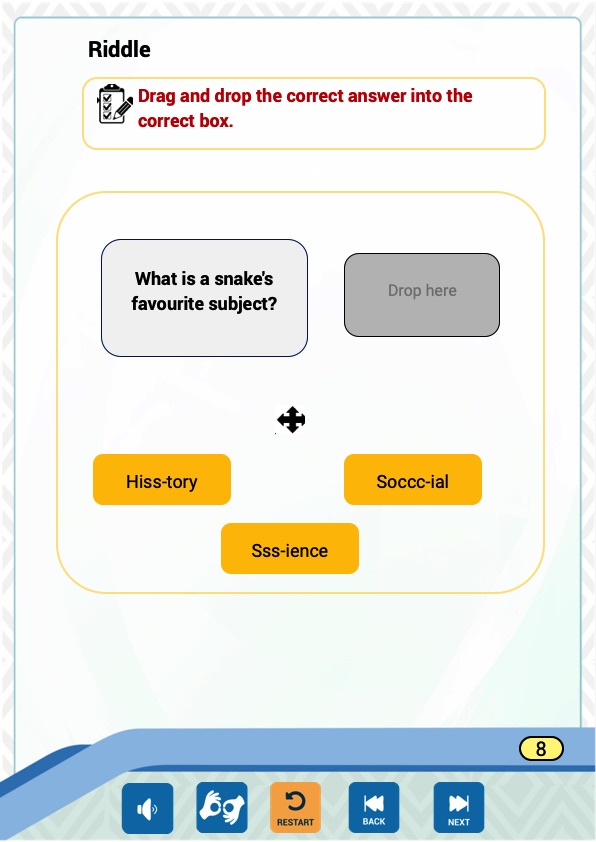 Riddle
Drag and drop the correct answer into the
correct box.
What is a snake's
favourite subject?
Drop here
Hiss-tory
Soccc-ial
Sss-ience
8
RESTART
BACK
NEXT